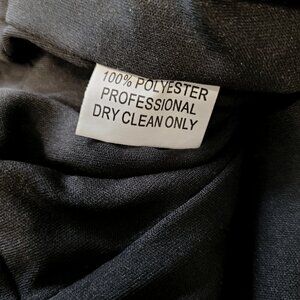 100% POLYESTER
PROFESSIONAL
DRY CLEAN ONLY